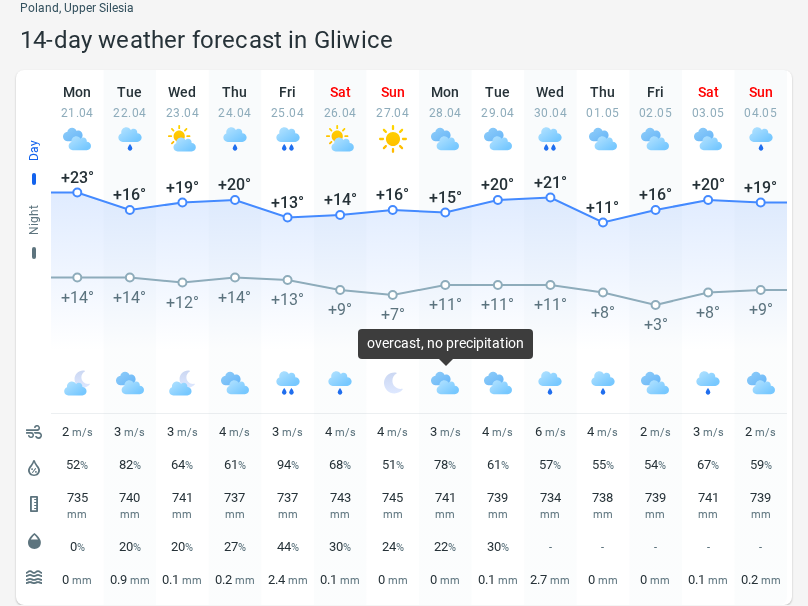 Poland, Upper Silesia
14-day weather forecast in Gliwice
Mon Tue Wed Thu Fri Sat Sun Mon Tue Wed Thu Fri Sat Sun
21.04 22.04 23.04 24.04 25.04 26.04 27.04 28.04 29.04 30.04 01.05 02.05 03.05 04.05
Day
+23° +16° +19° +20° +13° +14° +16° +15° +20° +21° +11° +16° +20° +19°
Night
+14° +14° +12° +14° +13° +9° +7° +11° +11° +11° +8° +3° +8° +9°
overcast, no precipitation
2 m/s 3 m/s 3 m/s 4 m/s 3 m/s 4 m/s 4 m/s 3 m/s 4 m/s 6 m/s 4 m/s 2 m/s 3 m/s 2 m/s
52% 82% 64% 61% 94% 68% 51% 78% 61% 57% 55% 54% 67% 59%
735 740 741 737 737 743 745 741 739 734 738 739 741 739
mm mm mm mm mm mm mm mm mm mm mm mm mm mm
0% 20% 20% 27% 44% 30% 24% 22% 30% - - - - -
0 mm 0.9 mm 0.1 mm 0.2 mm 2.4 mm 0.1 mm 0 mm 0 mm 0.1 mm 2.7 mm 0 mm 0 mm 0.1 mm 0.2 mm